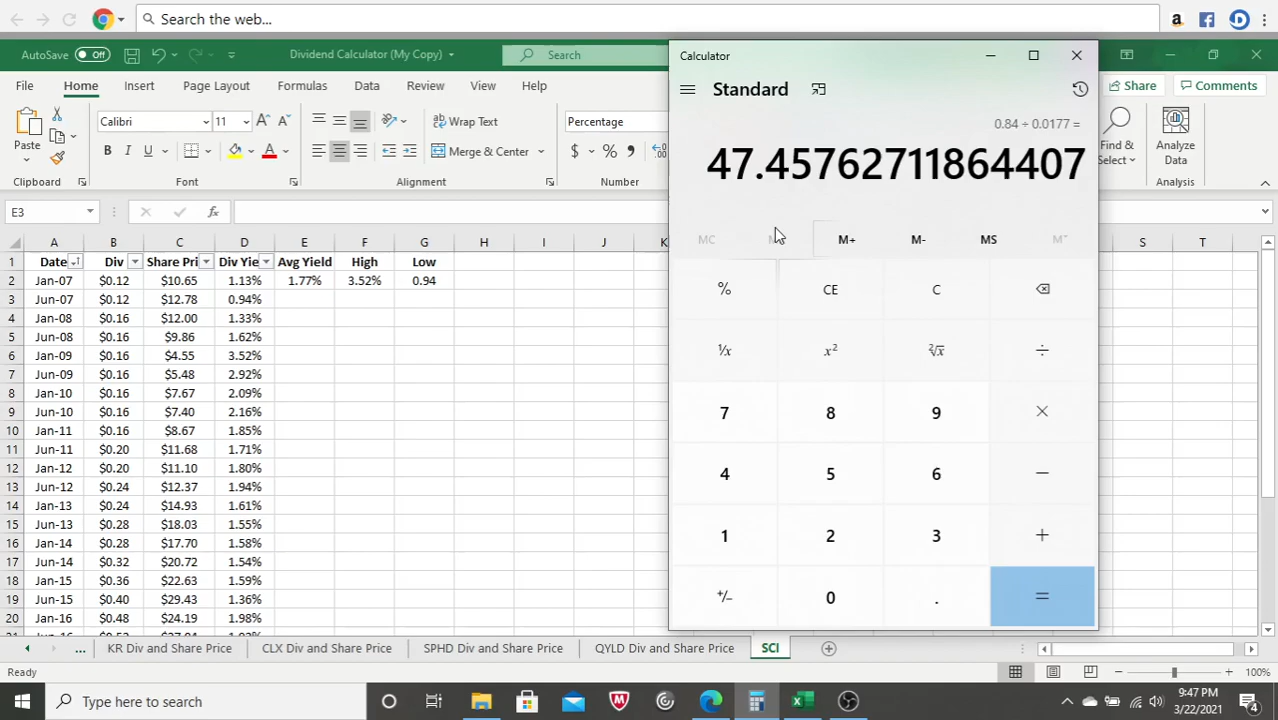 Search the web...
AutoSave Off Dividend Calculator (My Copy) Search
File Home Insert Page Layout Formulas Data Review View Help Share Comments
Paste Calibri 11 Wrap Text Percentage Find & Select Analyze Data
B I U Merge & Center $ %
Clipboard Font Alignment Number Analysis
E3 fx
A B C D E F G H I J K S T
1 Date Div Share Pri Div Yie Avg Yield High Low
2 Jan-07 $0.12 $10.65 1.13% 1.77% 3.52% 0.94
3 Jun-07 $0.12 $12.78 0.94%
4 Jan-08 $0.16 $12.00 1.33%
5 Jun-08 $0.16 $9.86 1.62%
6 Jan-09 $0.16 $4.55 3.52%
7 Jun-09 $0.16 $5.48 2.92%
8 Jan-10 $0.16 $7.67 2.09%
9 Jun-10 $0.16 $7.40 2.16%
10 Jan-11 $0.16 $8.67 1.85%
11 Jun-11 $0.20 $11.68 1.71%
12 Jan-12 $0.20 $11.10 1.80%
13 Jun-12 $0.24 $12.37 1.94%
14 Jan-13 $0.24 $14.93 1.61%
15 Jun-13 $0.28 $18.03 1.55%
16 Jan-14 $0.28 $17.70 1.58%
17 Jun-14 $0.32 $20.72 1.54%
18 Jan-15 $0.36 $22.63 1.59%
19 Jun-15 $0.40 $29.43 1.36%
20 Jan-16 $0.48 $24.19 1.98%
Calculator
Standard
0.84 ÷ 0.0177 =
47.45762711864407
MC M+ M- MS
% CE C
¹/x x² ²√x ÷
7 8 9 ×
4 5 6 −
1 2 3 +
+/− 0 . =
... KR Div and Share Price CLX Div and Share Price SPHD Div and Share Price QYLD Div and Share Price SCI
Ready 100%
Type here to search 9:47 PM
3/22/2021 4